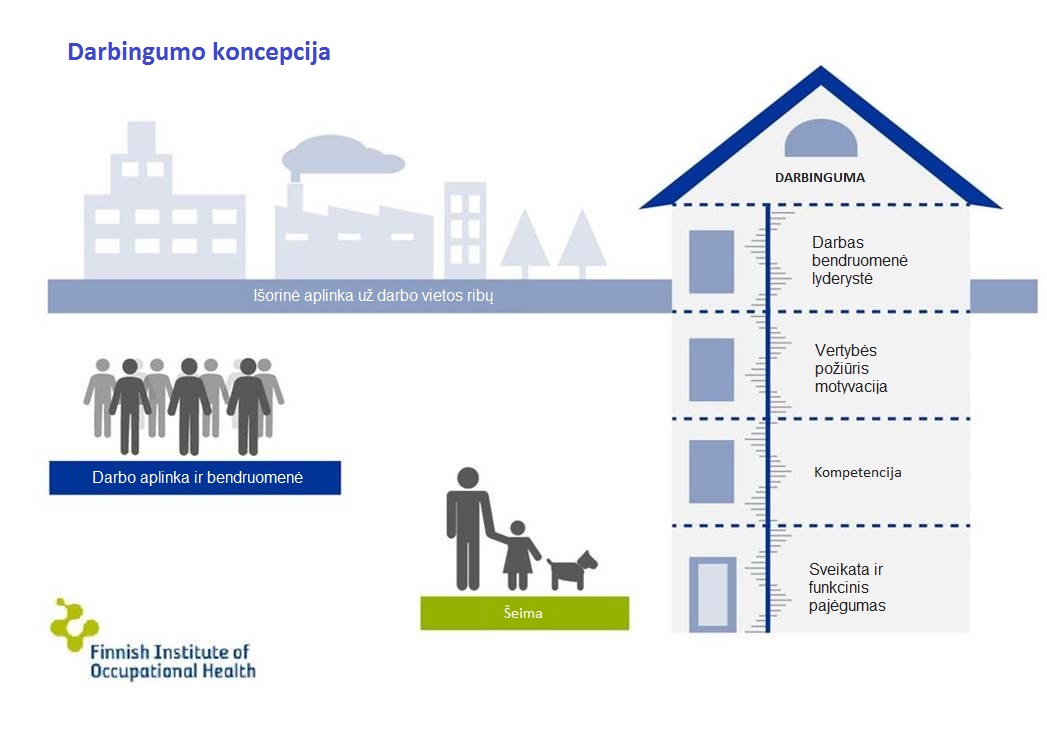 Darbingumo koncepcija
DARBINGUMA
Darbas
bendruomenė
lyderystė
Išorinė aplinka už darbo vietos ribų
Vertybės
požiūris
motyvacija
Darbo aplinka ir bendruomenė
Kompetencija
Sveikata ir
funkcinis
pajėgumas
Šeima
Finnish Institute of
Occupational Health